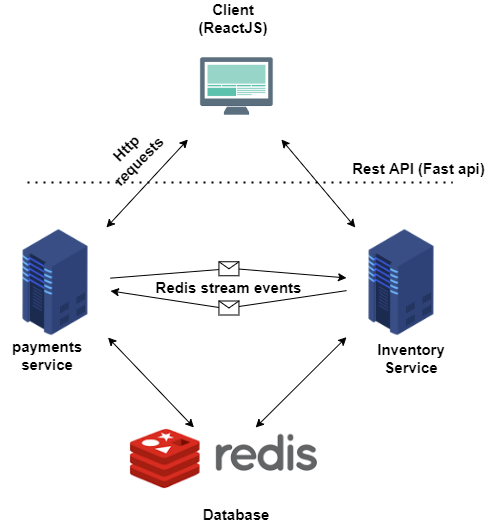 Client
(ReactJS)
Http
requests
Rest API (Fast api)
Redis stream events
payments
service
Inventory
Service
redis
Database